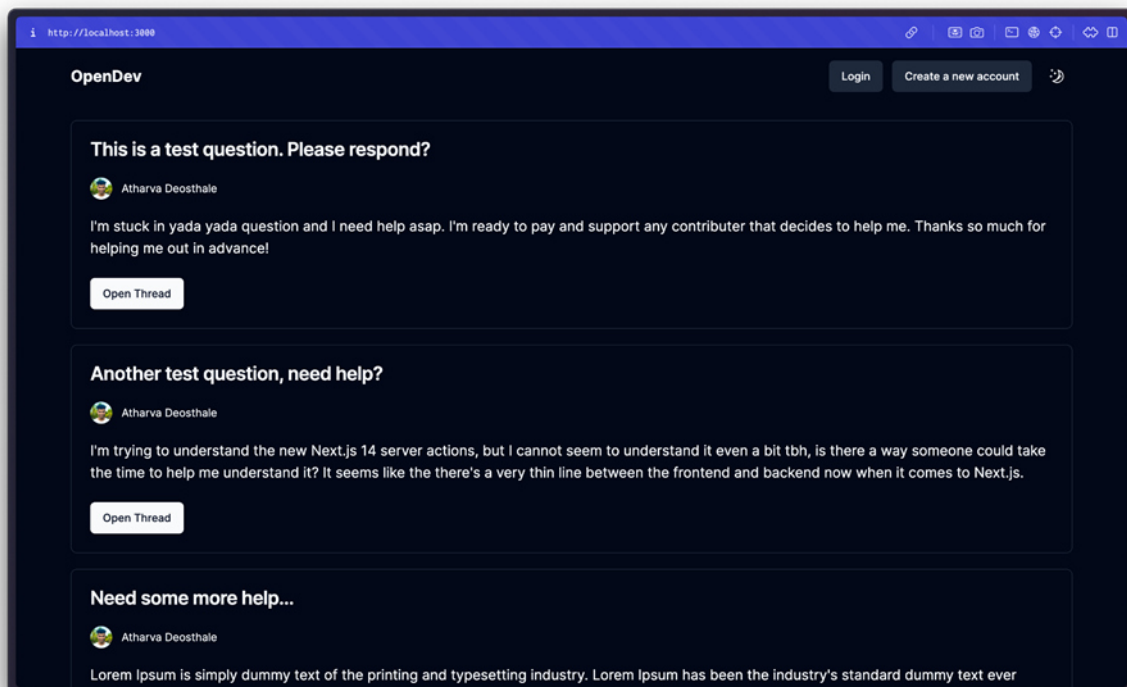 http://localhost:3000
OpenDev
Login
Create a new account
This is a test question. Please respond?
Atharva Deosthale
I'm stuck in yada yada question and I need help asap. I'm ready to pay and support any contributer that decides to help me. Thanks so much for
helping me out in advance!
Open Thread
Another test question, need help?
Atharva Deosthale
I'm trying to understand the new Next.js 14 server actions, but I cannot seem to understand it even a bit tbh, is there a way someone could take
the time to help me understand it? It seems like the there's a very thin line between the frontend and backend now when it comes to Next.js.
Open Thread
Need some more help...
Atharva Deosthale
Lorem Ipsum is simply dummy text of the printing and typesetting industry. Lorem Ipsum has been the industry's standard dummy text ever